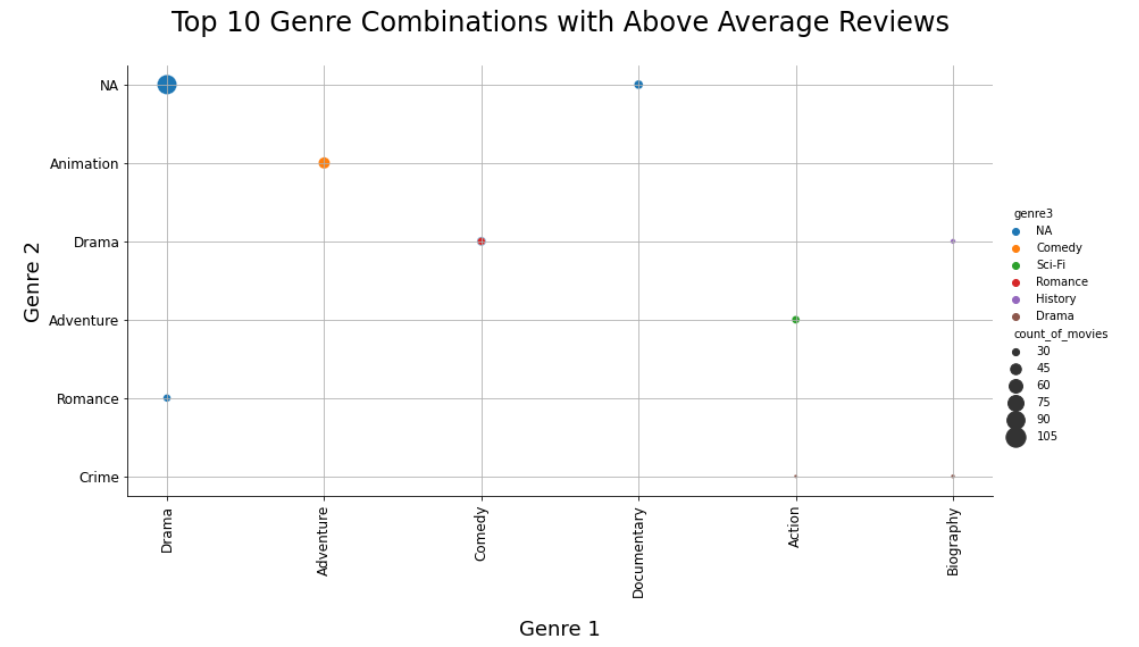 Top 10 Genre Combinations with Above Average Reviews
NA
Animation
Drama
Adventure
Romance
Crime
Genre 2
Drama
Adventure
Comedy
Documentary
Action
Biography
Genre 1
genre3
NA
Comedy
Sci-Fi
Romance
History
Drama
count_of_movies
30
45
60
75
90
105